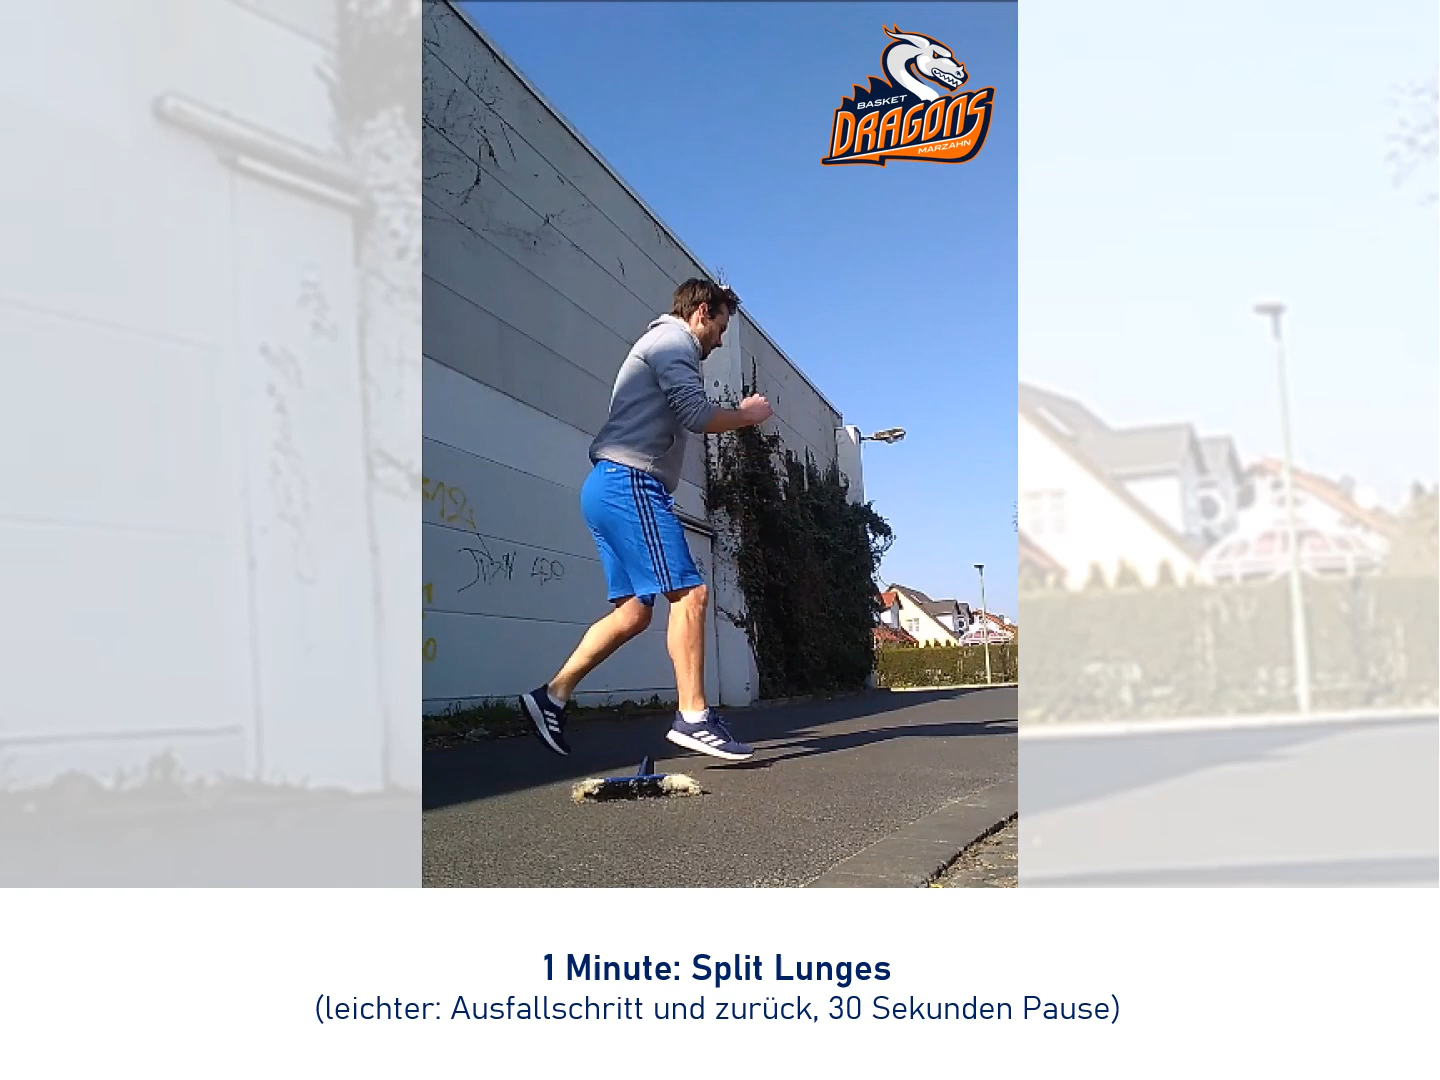 BASKET
DRAGONS
MARZAHN
1 Minute: Split Lunges
(leichter: Ausfallschritt und zurück, 30 Sekunden Pause)